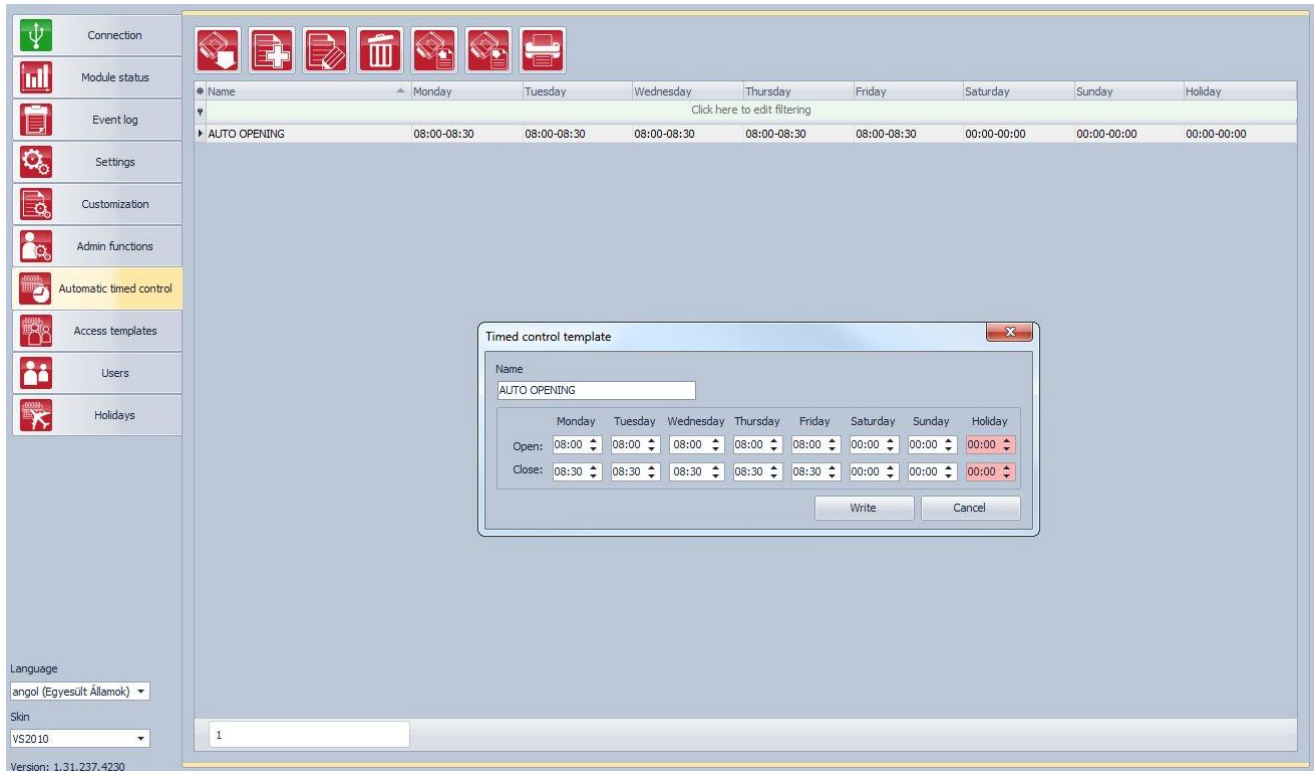 Connection
Module status
Event log
Settings
Customization
Admin functions
Automatic timed control
Access templates
Users
Holidays
Language
angol (Egyesült Államok)
Skin
VS2010
Version: 1.31.237.4230
Name Monday Tuesday Wednesday Thursday Friday Saturday Sunday Holiday
Click here to edit filtering
AUTO OPENING 08:00-08:30 08:00-08:30 08:00-08:30 08:00-08:30 08:00-08:30 00:00-00:00 00:00-00:00 00:00-00:00
Timed control template
Name
AUTO OPENING
Monday Tuesday Wednesday Thursday Friday Saturday Sunday Holiday
Open: 08:00 08:00 08:00 08:00 08:00 00:00 00:00 00:00
Close: 08:30 08:30 08:30 08:30 08:30 00:00 00:00 00:00
Write Cancel
1